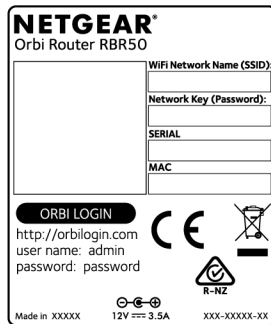 NETGEAR®
Orbi Router RBR50
WiFi Network Name (SSID):
Network Key (Password):
SERIAL
MAC
ORBI LOGIN
http://orbilogin.com
user name: admin
password: password
CE
R-NZ
Made in XXXXX
12V ⎓ 3.5A
XXX-XXXXX-XX